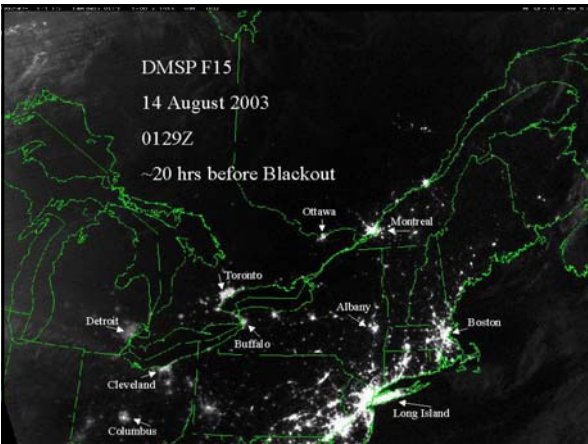 DMSP F15
14 August 2003
0129Z
~20 hrs before Blackout
Ottawa
Montreal
Toronto
Detroit
Albany
Boston
Buffalo
Cleveland
Long Island
Columbus